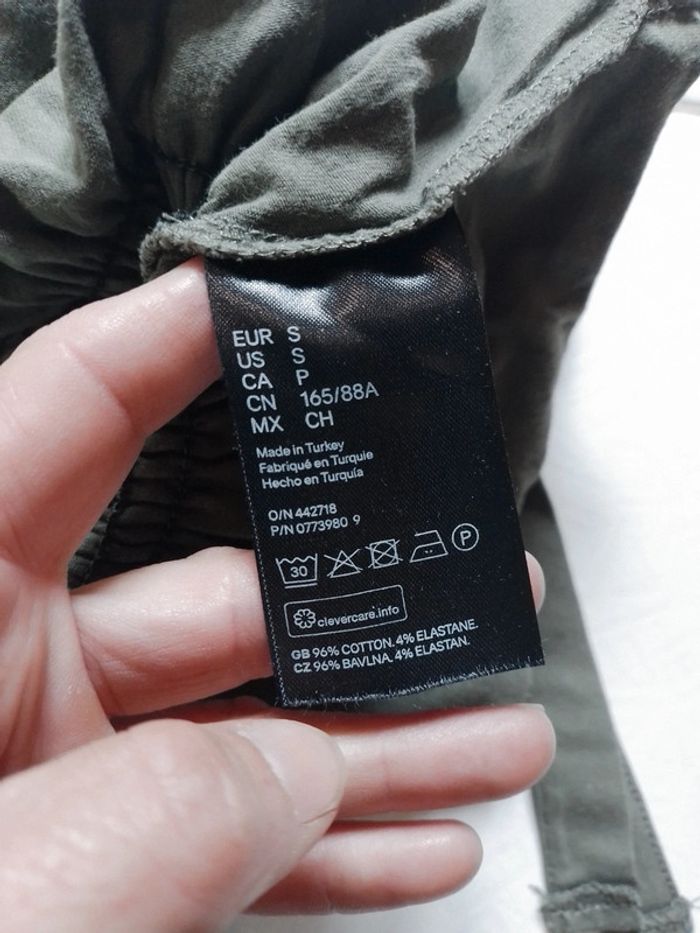 EUR S
US S
CA P
CN 165/88A
MX CH
Made in Turkey
Fabriqué en Turquie
Hecho en Turquía
O/N 442718
P/N 0773980 9
30
P
clevercare.info
GB 96% COTTON. 4% ELASTANE.
CZ 96% BAVLNA. 4% ELASTAN.